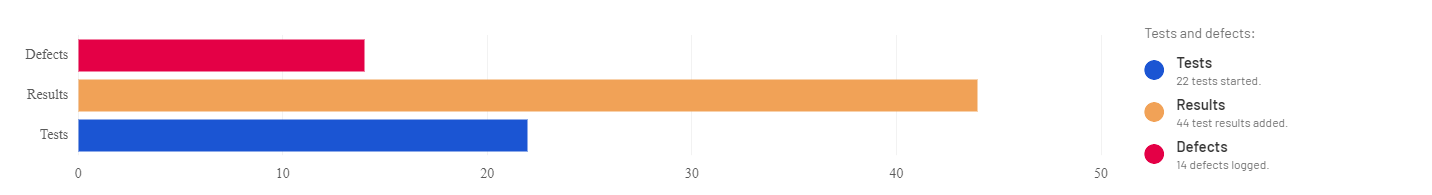 Defects
Results
Tests
0 10 20 30 40 50
Tests and defects:
Tests
22 tests started.
Results
44 test results added.
Defects
14 defects logged.